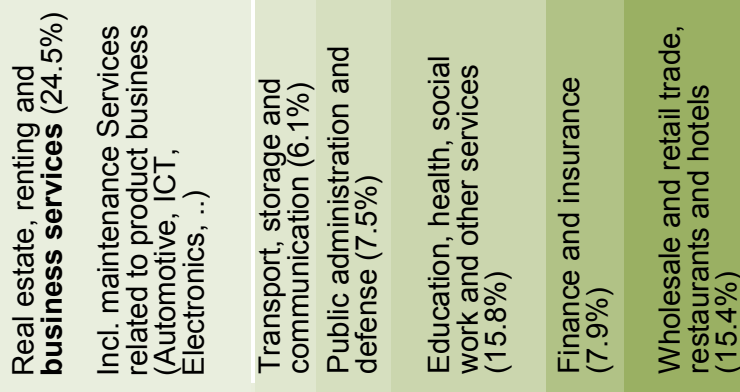 Real estate, renting and
business services (24.5%)
Incl. maintenance Services
related to product business
(Automotive, ICT,
Electronics, ..)
Transport, storage and
communication (6.1%)
Public administration and
defense (7.5%)
Education, health, social
work and other services
(15.8%)
Finance and insurance
(7.9%)
Wholesale and retail trade,
restaurants and hotels
(15.4%)